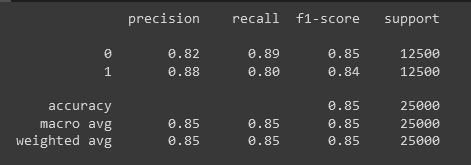 precision recall f1-score support
0 0.82 0.89 0.85 12500
1 0.88 0.80 0.84 12500
accuracy 0.85 25000
macro avg 0.85 0.85 0.85 25000
weighted avg 0.85 0.85 0.85 25000